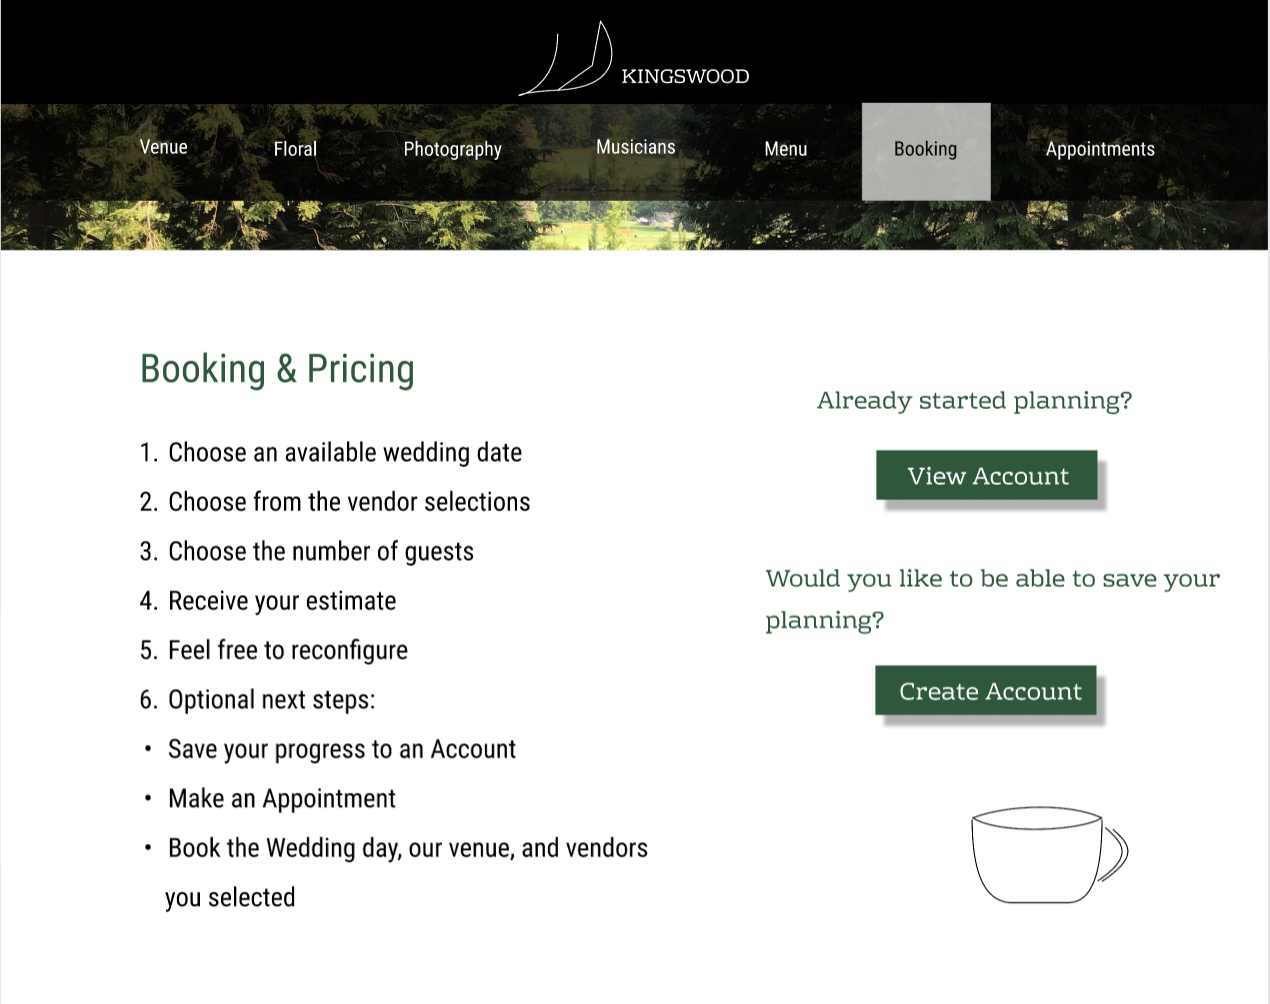 KINGSWOOD
Venue
Floral
Photography
Musicians
Menu
Booking
Appointments
Booking & Pricing
1. Choose an available wedding date
2. Choose from the vendor selections
3. Choose the number of guests
4. Receive your estimate
5. Feel free to reconfigure
6. Optional next steps:
• Save your progress to an Account
• Make an Appointment
• Book the Wedding day, our venue, and vendors
you selected
Already started planning?
View Account
Would you like to be able to save your
planning?
Create Account